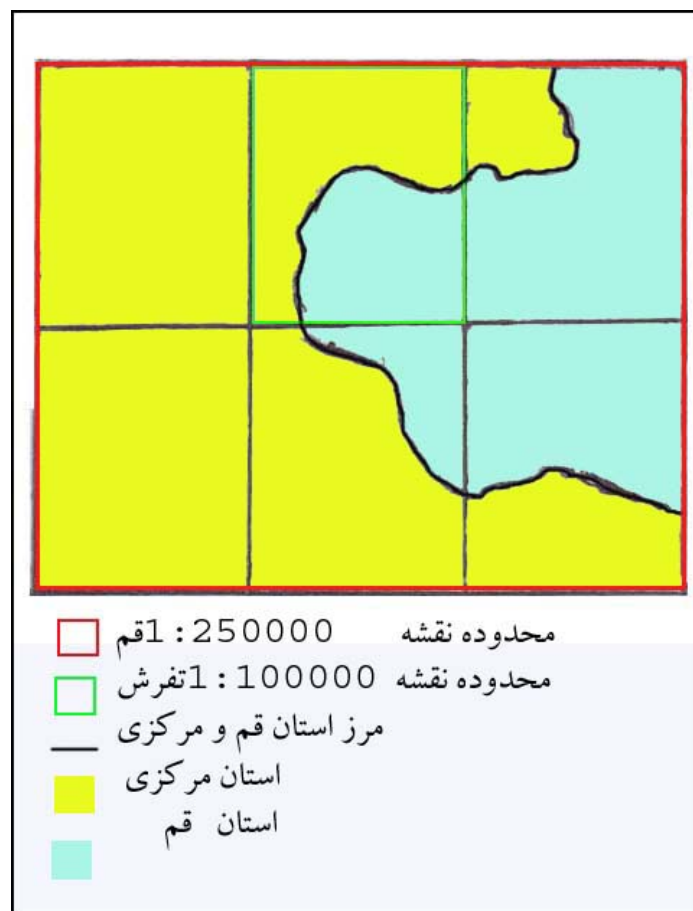 محدوده نقشه 1:250000قم
محدوده نقشه 1:100000تفرش
مرز استان قم و مرکزی
استان مرکزی
استان قم